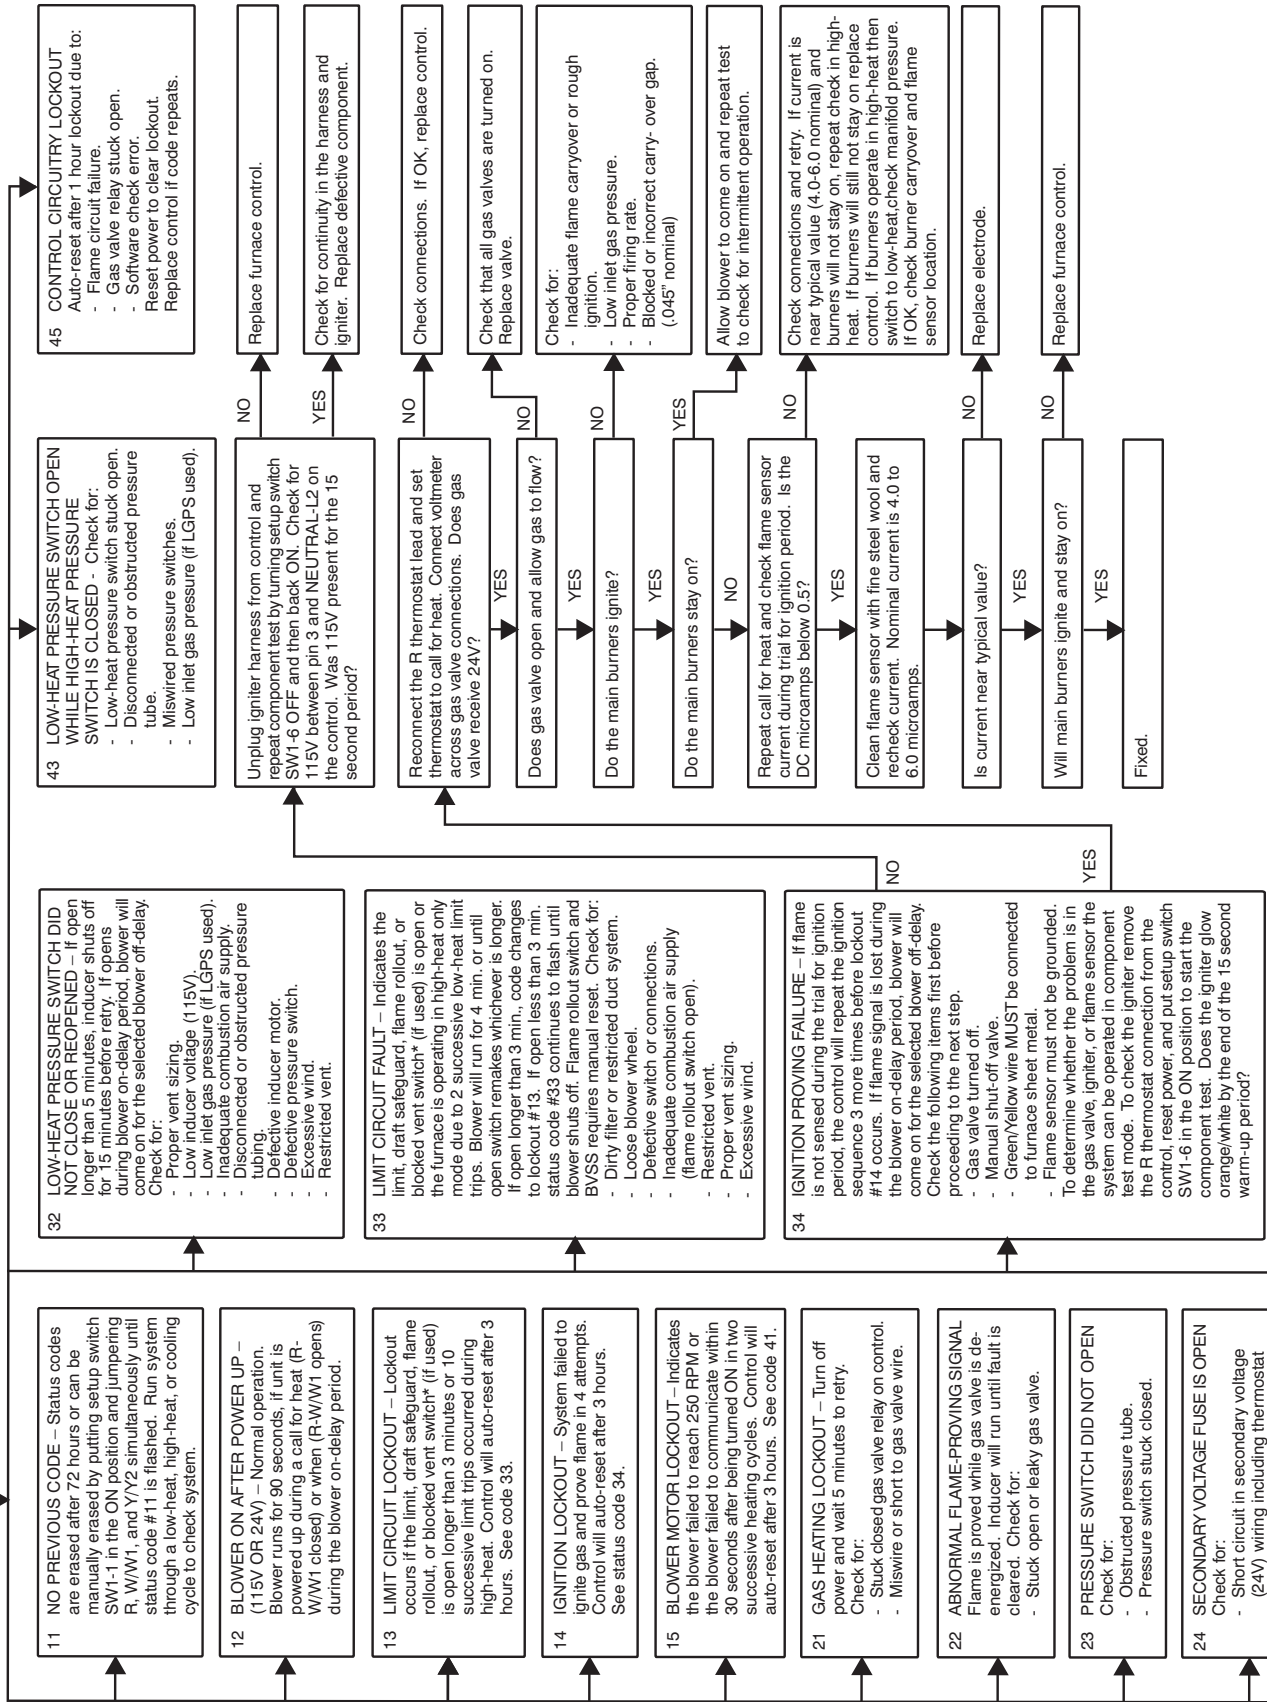 11 NO PREVIOUS CODE – Status codes
are erased after 72 hours or can be
manually erased by putting setup switch
SW1-1 in the ON position and jumpering
R, W/W1, and Y/Y2 simultaneously until
status code #11 is flashed. Run system
through a low-heat, high-heat, or cooling
cycle to check system.
12 BLOWER ON AFTER POWER UP –
(115V OR 24V) – Normal operation.
Blower runs for 90 seconds, if unit is
powered up during a call for heat (R-
W/W1 closed) or when (R-W/W1 opens)
during the blower on-delay period.
13 LIMIT CIRCUIT LOCKOUT – Lockout
occurs if the limit, draft safeguard, flame
rollout, or blocked vent switch* (if used)
is open longer than 3 minutes or 10
successive limit trips occurred during
high-heat. Control will auto-reset after 3
hours. See code 33.
14 IGNITION LOCKOUT – System failed to
ignite gas and prove flame in 4 attempts.
Control will auto-reset after 3 hours.
See status code 34.
15 BLOWER MOTOR LOCKOUT – Indicates
the blower failed to reach 250 RPM or
the blower failed to communicate within
30 seconds after being turned ON in two
successive heating cycles. Control will
auto-reset after 3 hours. See code 41.
21 GAS HEATING LOCKOUT – Turn off
power and wait 5 minutes to retry.
Check for:
- Stuck closed gas valve relay on control.
- Miswire or short to gas valve wire.
22 ABNORMAL FLAME-PROVING SIGNAL
Flame is proved while gas valve is de-
energized. Inducer will run until fault is
cleared. Check for:
- Stuck open or leaky gas valve.
23 PRESSURE SWITCH DID NOT OPEN
Check for:
- Obstructed pressure tube.
- Pressure switch stuck closed.
24 SECONDARY VOLTAGE FUSE IS OPEN
Check for:
- Short circuit in secondary voltage
(24V) wiring including thermostat
32 LOW-HEAT PRESSURE SWITCH DID
NOT CLOSE OR REOPENED – If open
longer than 5 minutes, inducer shuts off
for 15 minutes before retry. If opens
during blower on-delay period, blower will
come on for the selected blower off-delay.
Check for:
- Proper vent sizing.
- Low inducer voltage (115V).
- Low inlet gas pressure (if LGPS used).
- Inadequate combustion air supply.
- Disconnected or obstructed pressure
tubing.
- Defective inducer motor.
- Defective pressure switch.
- Excessive wind.
- Restricted vent.
33 LIMIT CIRCUIT FAULT – Indicates the
limit, draft safeguard, flame rollout, or
blocked vent switch* (if used) is open or
the furnace is operating in high-heat only
mode due to 2 successive low-heat limit
trips. Blower will run for 4 min. or until
open switch remakes whichever is longer.
If open longer than 3 min., code changes
to lockout #13. If open less than 3 min.
status code #33 continues to flash until
blower shuts off. Flame rollout switch and
BVSS requires manual reset. Check for:
- Dirty filter or restricted duct system.
- Loose blower wheel.
- Defective switch or connections.
- Inadequate combustion air supply
(flame rollout switch open).
- Restricted vent.
- Proper vent sizing.
- Excessive wind.
34 IGNITION PROVING FAILURE – If flame
is not sensed during the trial for ignition
period, the control will repeat the ignition
sequence 3 more times before lockout
#14 occurs. If flame signal is lost during
the blower on-delay period, blower will
come on for the selected blower off-delay.
Check the following items first before
proceeding to the next step.
- Gas valve turned off.
- Manual shut-off valve.
- Green/Yellow wire MUST be connected
to furnace sheet metal.
- Flame sensor must not be grounded.
To determine whether the problem is in
the gas valve, igniter, or flame sensor the
system can be operated in component
test mode. To check the igniter remove
the R thermostat connection from the
control, reset power, and put setup switch
SW1-6 in the ON position to start the
component test. Does the igniter glow
orange/white by the end of the 15 second
warm-up period?
NO
YES
43 LOW-HEAT PRESSURE SWITCH OPEN
WHILE HIGH-HEAT PRESSURE
SWITCH IS CLOSED - Check for:
- Low-heat pressure switch stuck open.
- Disconnected or obstructed pressure
tube.
- Miswired pressure switches.
- Low inlet gas pressure (if LGPS used).
Unplug igniter harness from control and
repeat component test by turning setup switch
SW1-6 OFF and then back ON. Check for
115V between pin 3 and NEUTRAL-L2 on
the control. Was 115V present for the 15
second period?
NO
YES
Reconnect the R thermostat lead and set
thermostat to call for heat. Connect voltmeter
across gas valve connections. Does gas
valve receive 24V?
NO
YES
Does gas valve open and allow gas to flow?
NO
YES
Do the main burners ignite?
NO
YES
Do the main burners stay on?
YES
NO
Repeat call for heat and check flame sensor
current during trial for ignition period. Is the
DC microamps below 0.5?
NO
YES
Clean flame sensor with fine steel wool and
recheck current. Nominal current is 4.0 to
6.0 microamps.
Is current near typical value?
NO
YES
Will main burners ignite and stay on?
NO
YES
Fixed.
45 CONTROL CIRCUITRY LOCKOUT
Auto-reset after 1 hour lockout due to:
- Flame circuit failure.
- Gas valve relay stuck open.
- Software check error.
Reset power to clear lockout.
Replace control if code repeats.
Replace furnace control.
Check for continuity in the harness and
igniter. Replace defective component.
Check connections. If OK, replace control.
Check that all gas valves are turned on.
Replace valve.
Check for:
- Inadequate flame carryover or rough
ignition.
- Low inlet gas pressure.
- Proper firing rate.
- Blocked or incorrect carry- over gap.
(.045" nominal)
Allow blower to come on and repeat test
to check for intermittent operation.
Check connections and retry. If current is
near typical value (4.0-6.0 nominal) and
burners will not stay on, repeat check in high-
heat. If burners will still not stay on replace
control. If burners operate in high-heat then
switch to low-heat,check manifold pressure.
If OK, check burner carryover and flame
sensor location.
Replace electrode.
Replace furnace control.